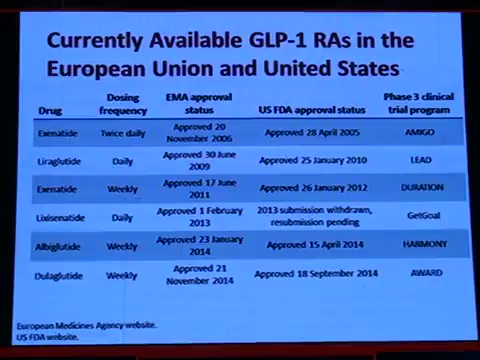 Currently Available GLP-1 RAs in the
European Union and United States
Drug
Dosing
frequency
EMA approval
status
US FDA approval status
Phase 3 clinical
trial program
Exenatide
Twice daily
Approved 20
November 2006
Approved 28 April 2005
AMIGO
Liraglutide
Daily
Approved 30 June
2009
Approved 25 January 2010
LEAD
Exenatide
Weekly
Approved 17 June
2011
Approved 26 January 2012
DURATION
Lixisenatide
Daily
Approved 1 February
2013
2013 submission withdrawn,
resubmission pending
GetGoal
Albiglutide
Weekly
Approved 23 January
2014
Approved 15 April 2014
HARMONY
Dulaglutide
Weekly
Approved 21
November 2014
Approved 18 September 2014
AWARD
European Medicines Agency website.
US FDA website.